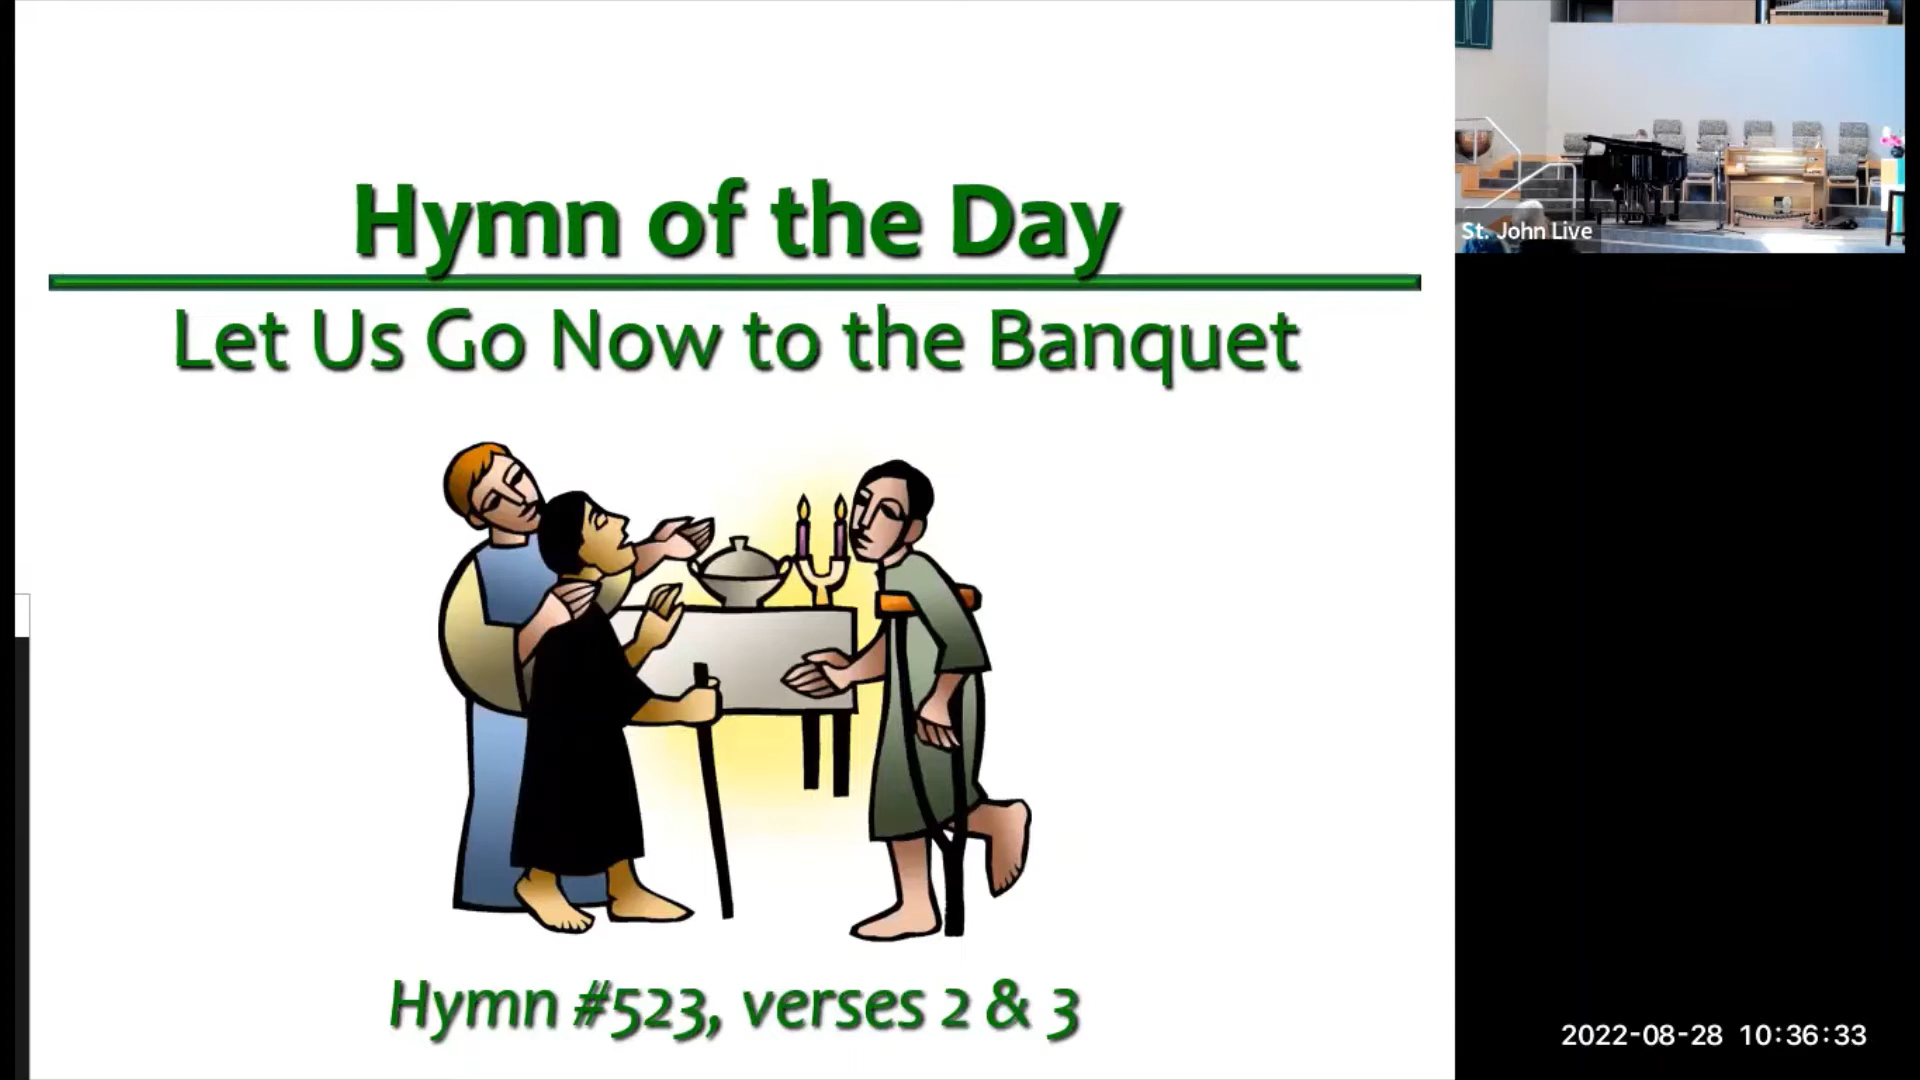 Hymn of the Day
Let Us Go Now to the Banquet
Hymn #523, verses 2 & 3
St. John Live
2022-08-28 10:36:33